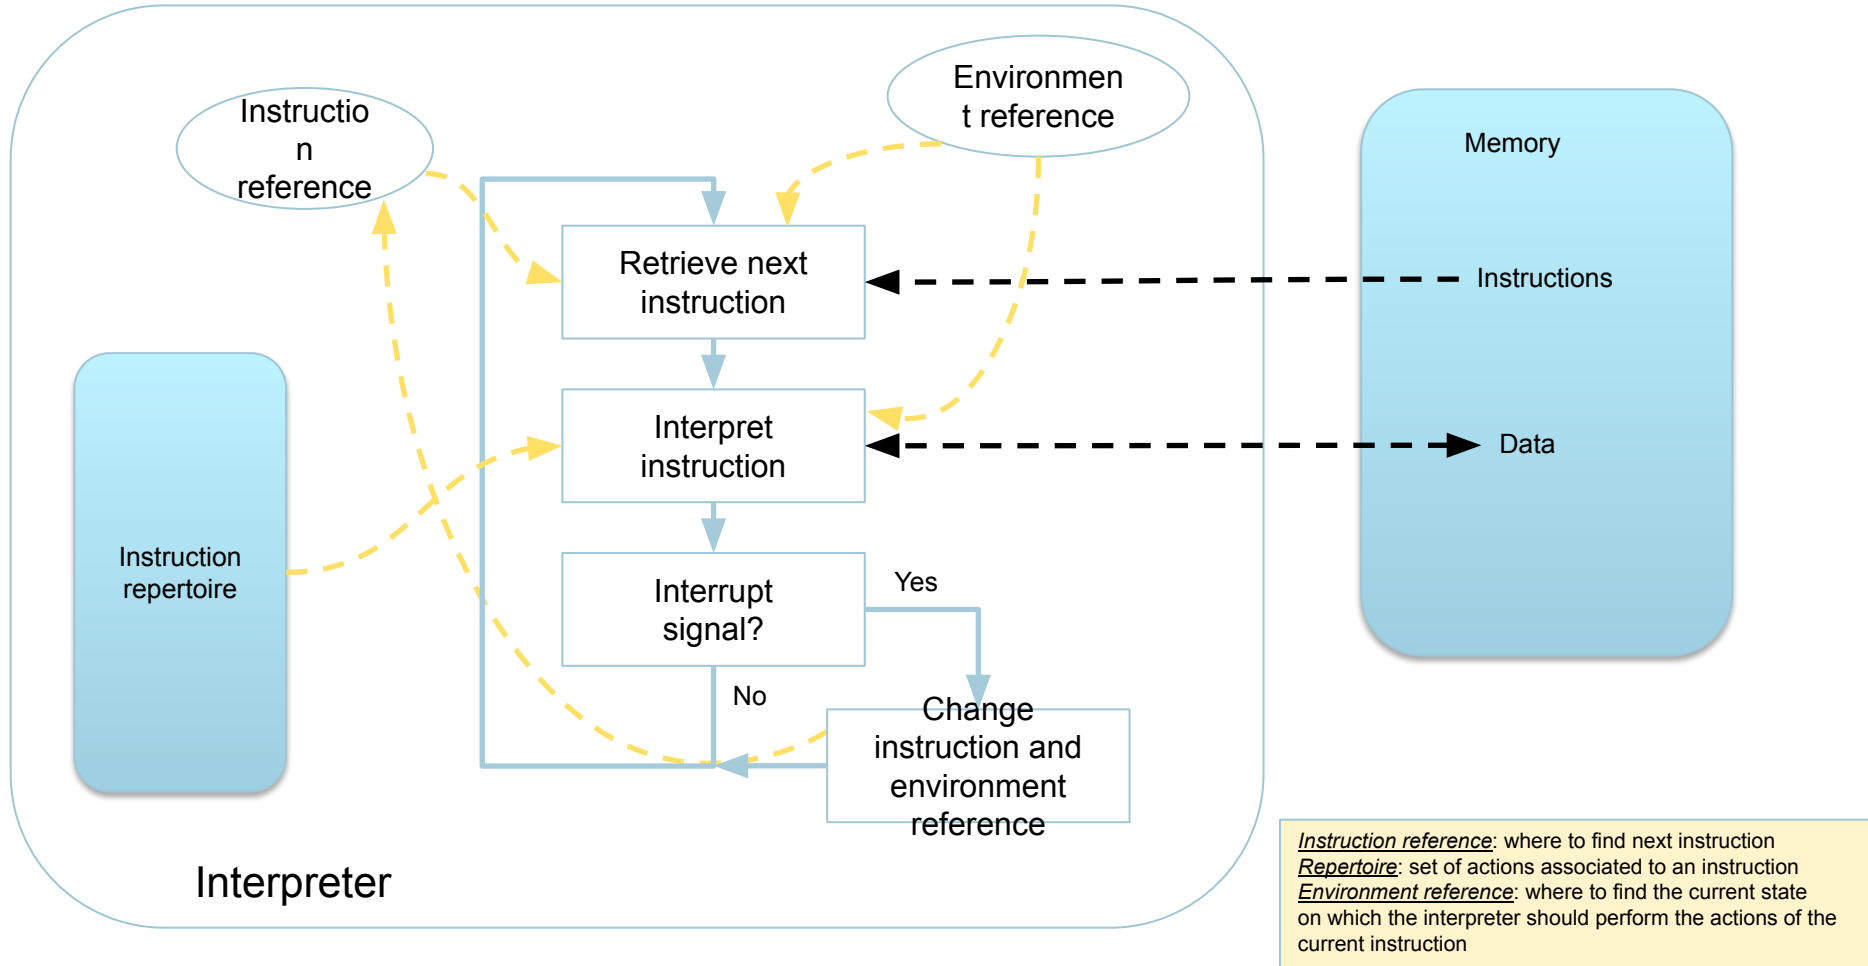 Instructio
n
reference
Environmen
t reference
Memory
Retrieve next
instruction
Instructions
Interpret
instruction
Data
Instruction
repertoire
Interrupt
signal?
Yes
No
Change
instruction and
environment
reference
Interpreter
Instruction reference: where to find next instruction
Repertoire: set of actions associated to an instruction
Environment reference: where to find the current state
on which the interpreter should perform the actions of the
current instruction